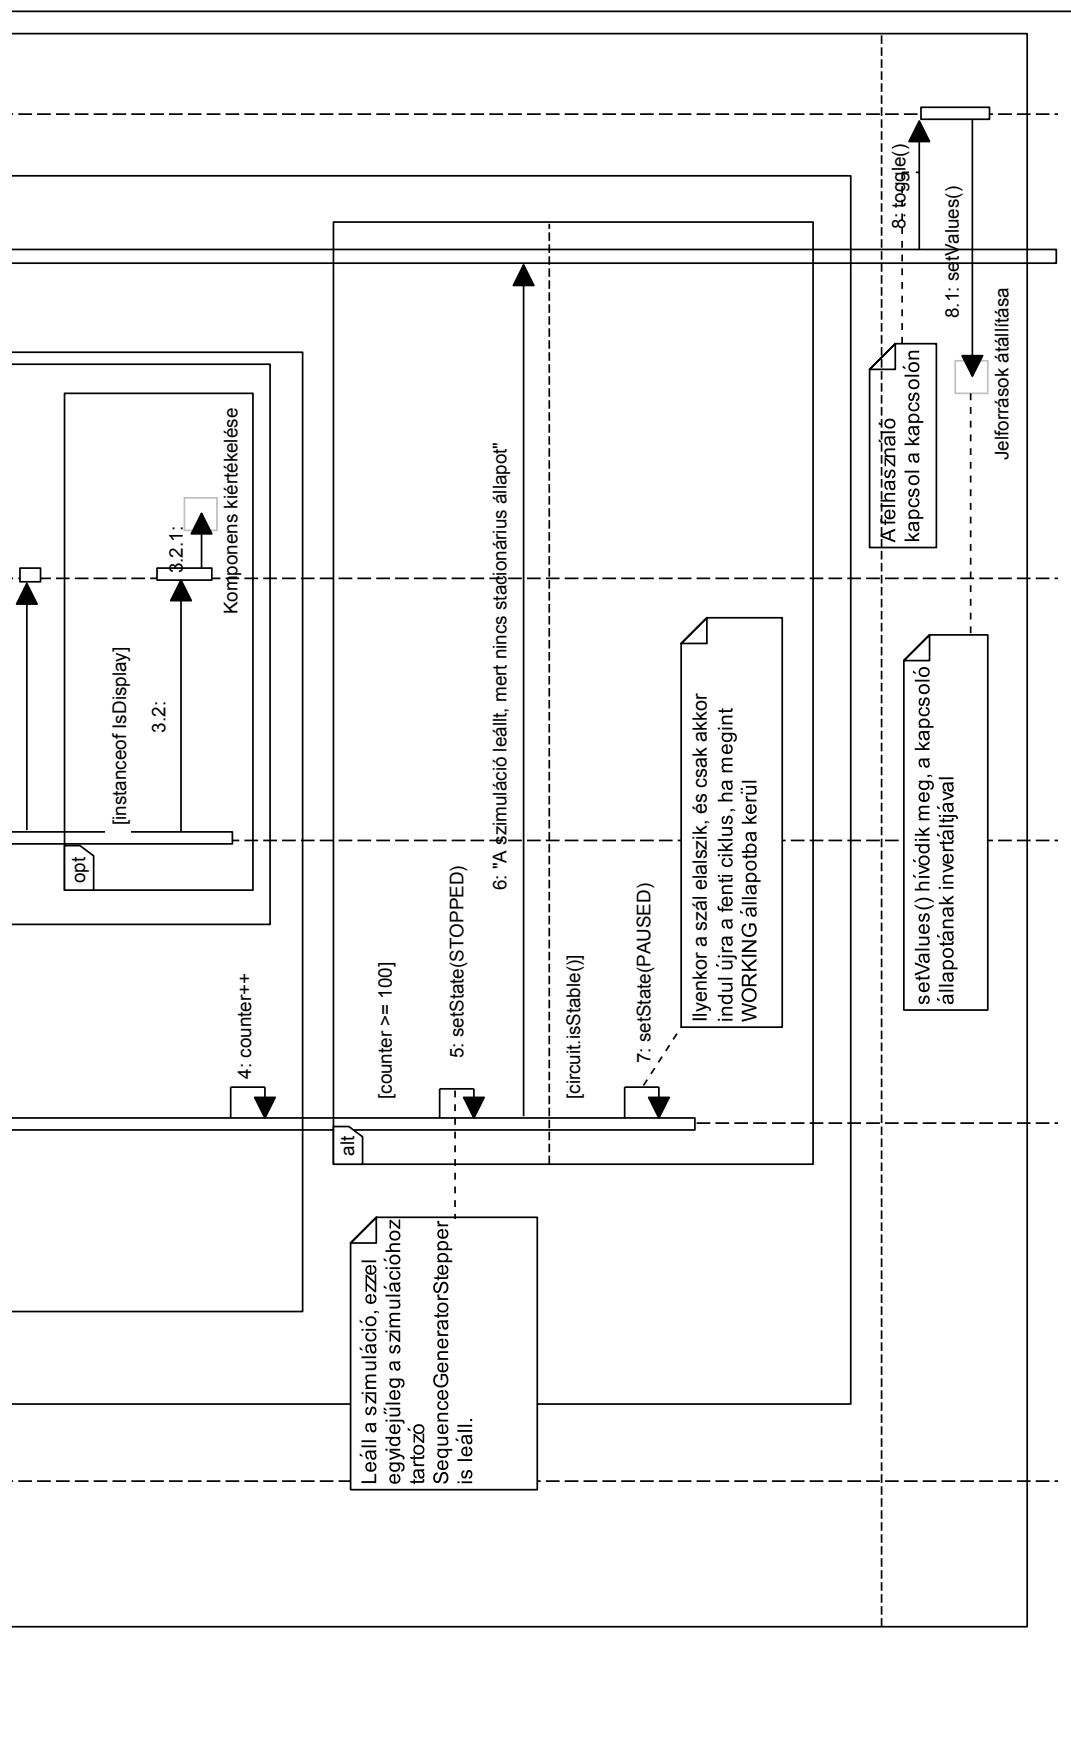 opt
[instanceof IsDisplay]
3.2:
3.2.1:
Komponens kiértékelése
4: counter++
alt
[counter >= 100]
5: setState(STOPPED)
Leáll a szimuláció, ezzel
egyidejűleg a szimulációhoz
tartozó
SequenceGeneratorStepper
is leáll.
6: "A szimuláció leállt, mert nincs stacionárius állapot"
[circuit.isStable()]
7: setState(PAUSED)
Ilyenkor a szál elalszik, és csak akkor
indul újra a fenti ciklus, ha megint
WORKING állapotba kerül
8: toggle()
A felhasználó
kapcsol a kapcsolón
8.1: setValues()
Jelforrások átállítása
setValues() hívódik meg, a kapcsoló
állapotának invertáltjával